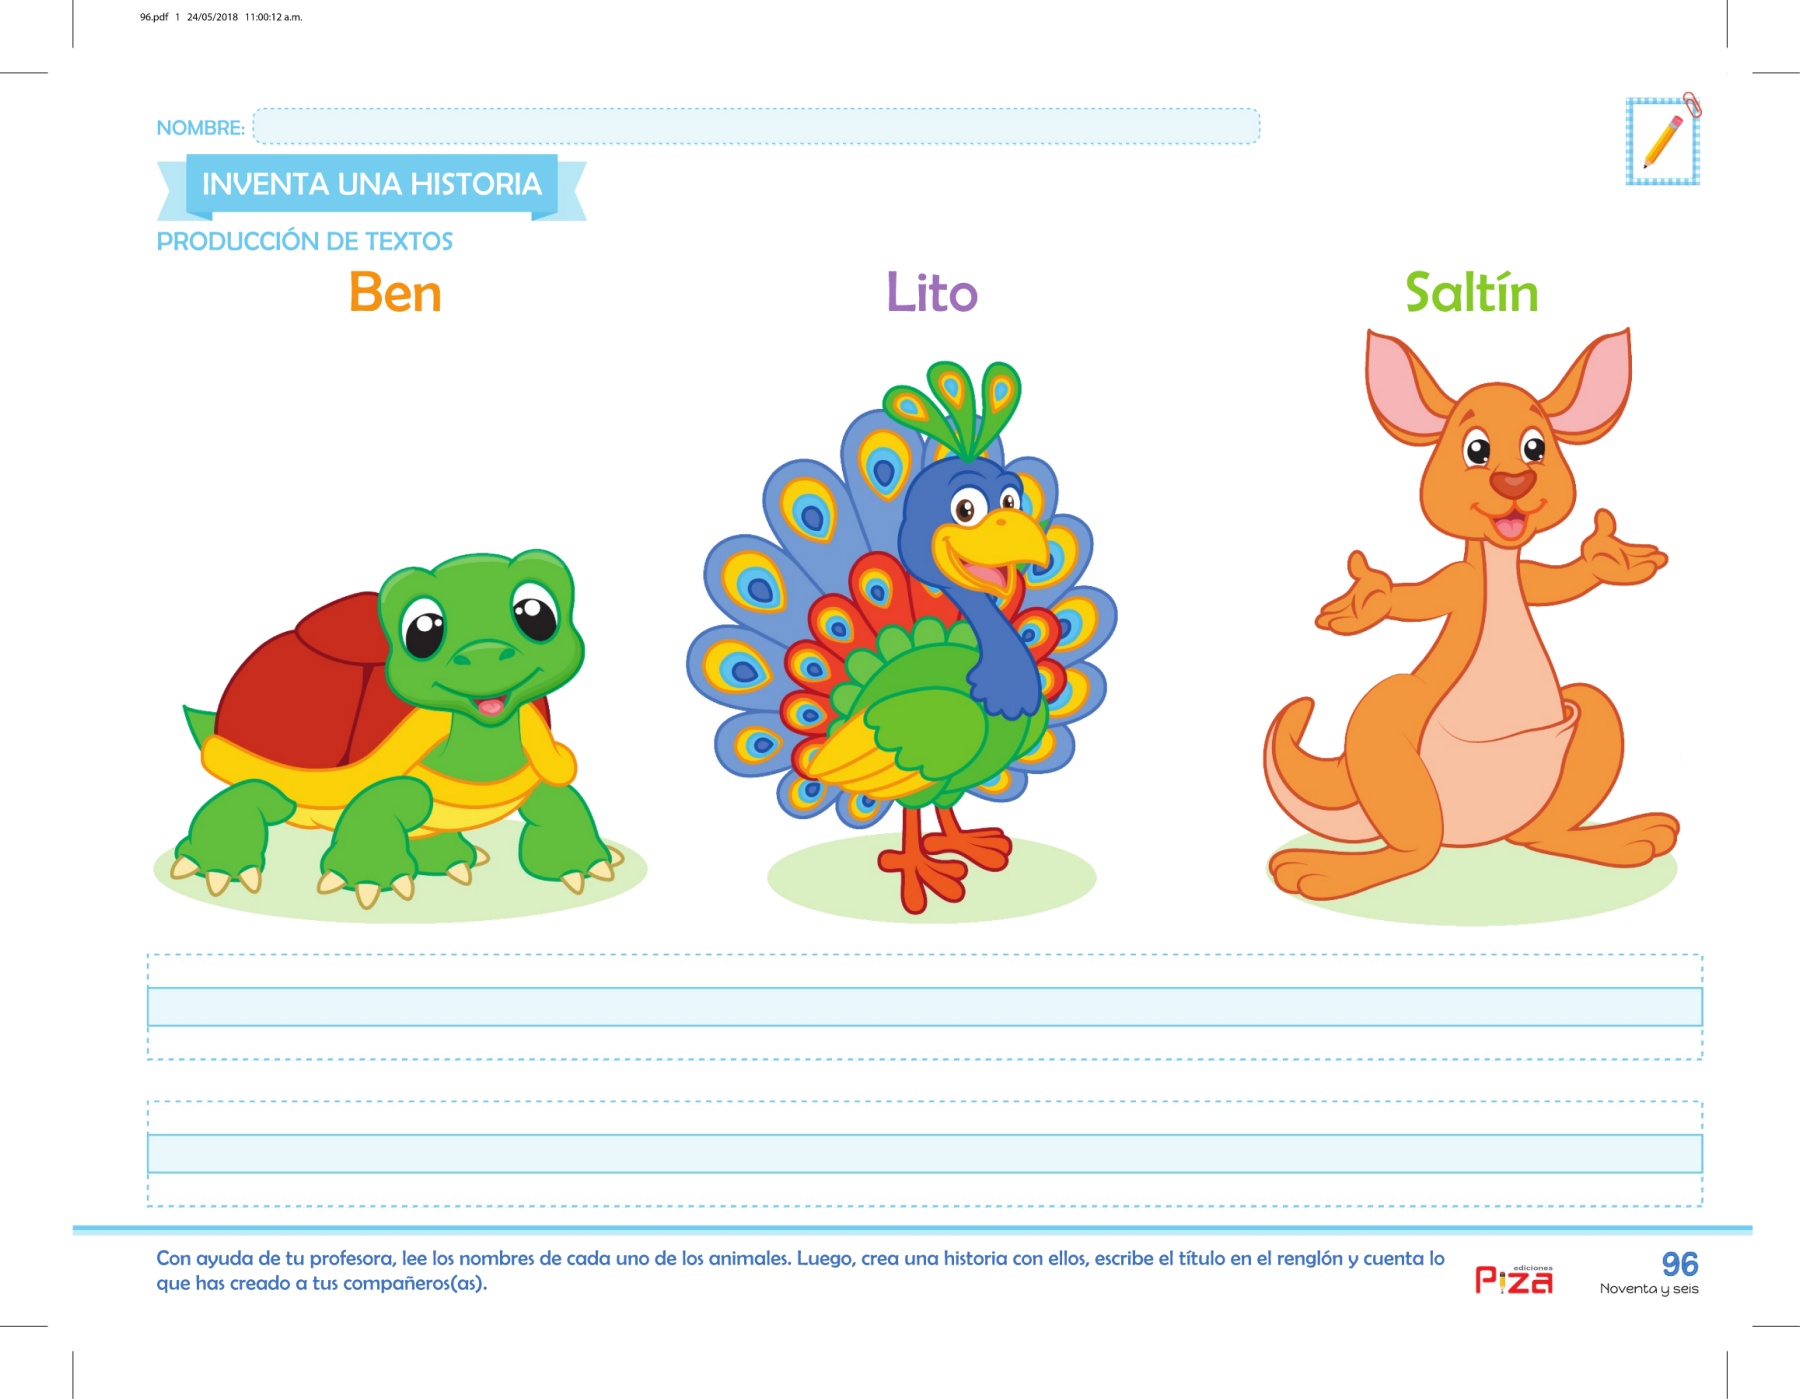 96.pdf 1 24/05/2018 11:00:12 a.m.
NOMBRE:
INVENTA UNA HISTORIA
PRODUCCIÓN DE TEXTOS
Ben
Lito
Saltín
Con ayuda de tu profesora, lee los nombres de cada uno de los animales. Luego, crea una historia con ellos, escribe el título en el renglón y cuenta lo
que has creado a tus compañeros(as).
ediciones
Piza
96
Noventa y seis